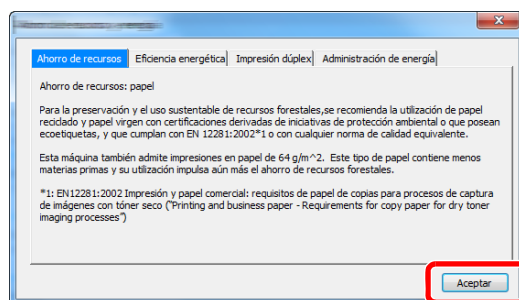 Ahorro de recursos Eficiencia energética Impresión dúplex Administración de energía
Ahorro de recursos: papel
Para la preservación y el uso sustentable de recursos forestales,se recomienda la utilización de papel
reciclado y papel virgen con certificaciones derivadas de iniciativas de protección ambiental o que posean
ecoetiquetas, y que cumplan con EN 12281:2002*1 o con cualquier norma de calidad equivalente.
Esta máquina también admite impresiones en papel de 64 g/m^2. Este tipo de papel contiene menos
materias primas y su utilización impulsa aún más el ahorro de recursos forestales.
*1: EN12281:2002 Impresión y papel comercial: requisitos de papel de copias para procesos de captura
de imágenes con tóner seco ("Printing and business paper - Requirements for copy paper for dry toner
imaging processes")
Aceptar